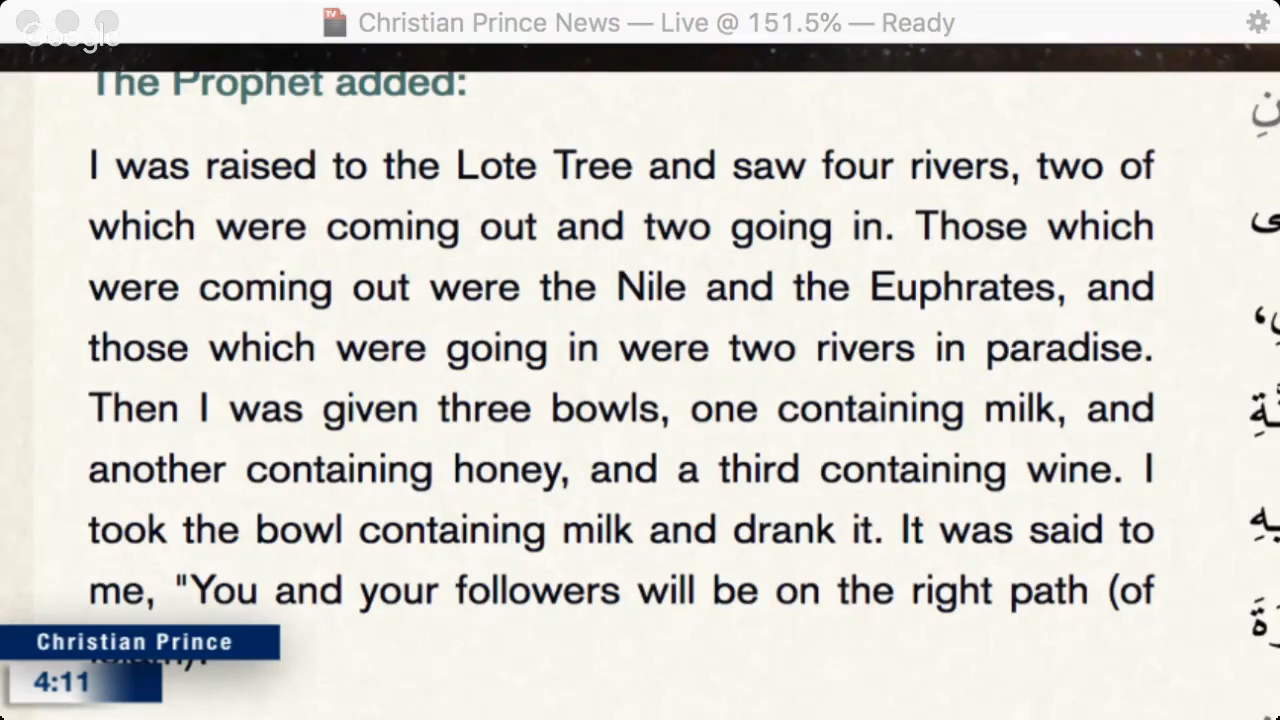 Christian Prince News — Live @ 151.5% — Ready
Google
The Prophet added:
I was raised to the Lote Tree and saw four rivers, two of
which were coming out and two going in. Those which
were coming out were the Nile and the Euphrates, and
those which were going in were two rivers in paradise.
Then I was given three bowls, one containing milk, and
another containing honey, and a third containing wine. I
took the bowl containing milk and drank it. It was said to
me, "You and your followers will be on the right path (of
Christian Prince
4:11